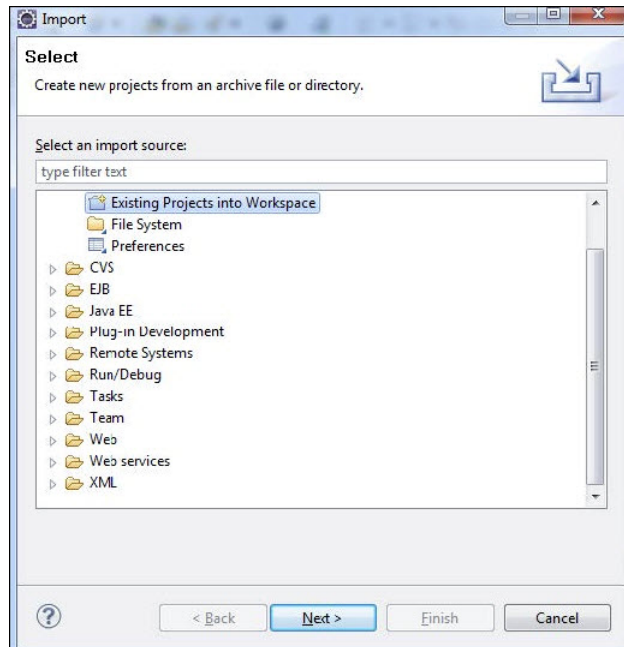 Import
Select
Create new projects from an archive file or directory.
Select an import source:
type filter text
Existing Projects into Workspace
File System
Preferences
CVS
EJB
Java EE
Plug-in Development
Remote Systems
Run/Debug
Tasks
Team
Web
Web services
XML
?
< Back
Next >
Finish
Cancel